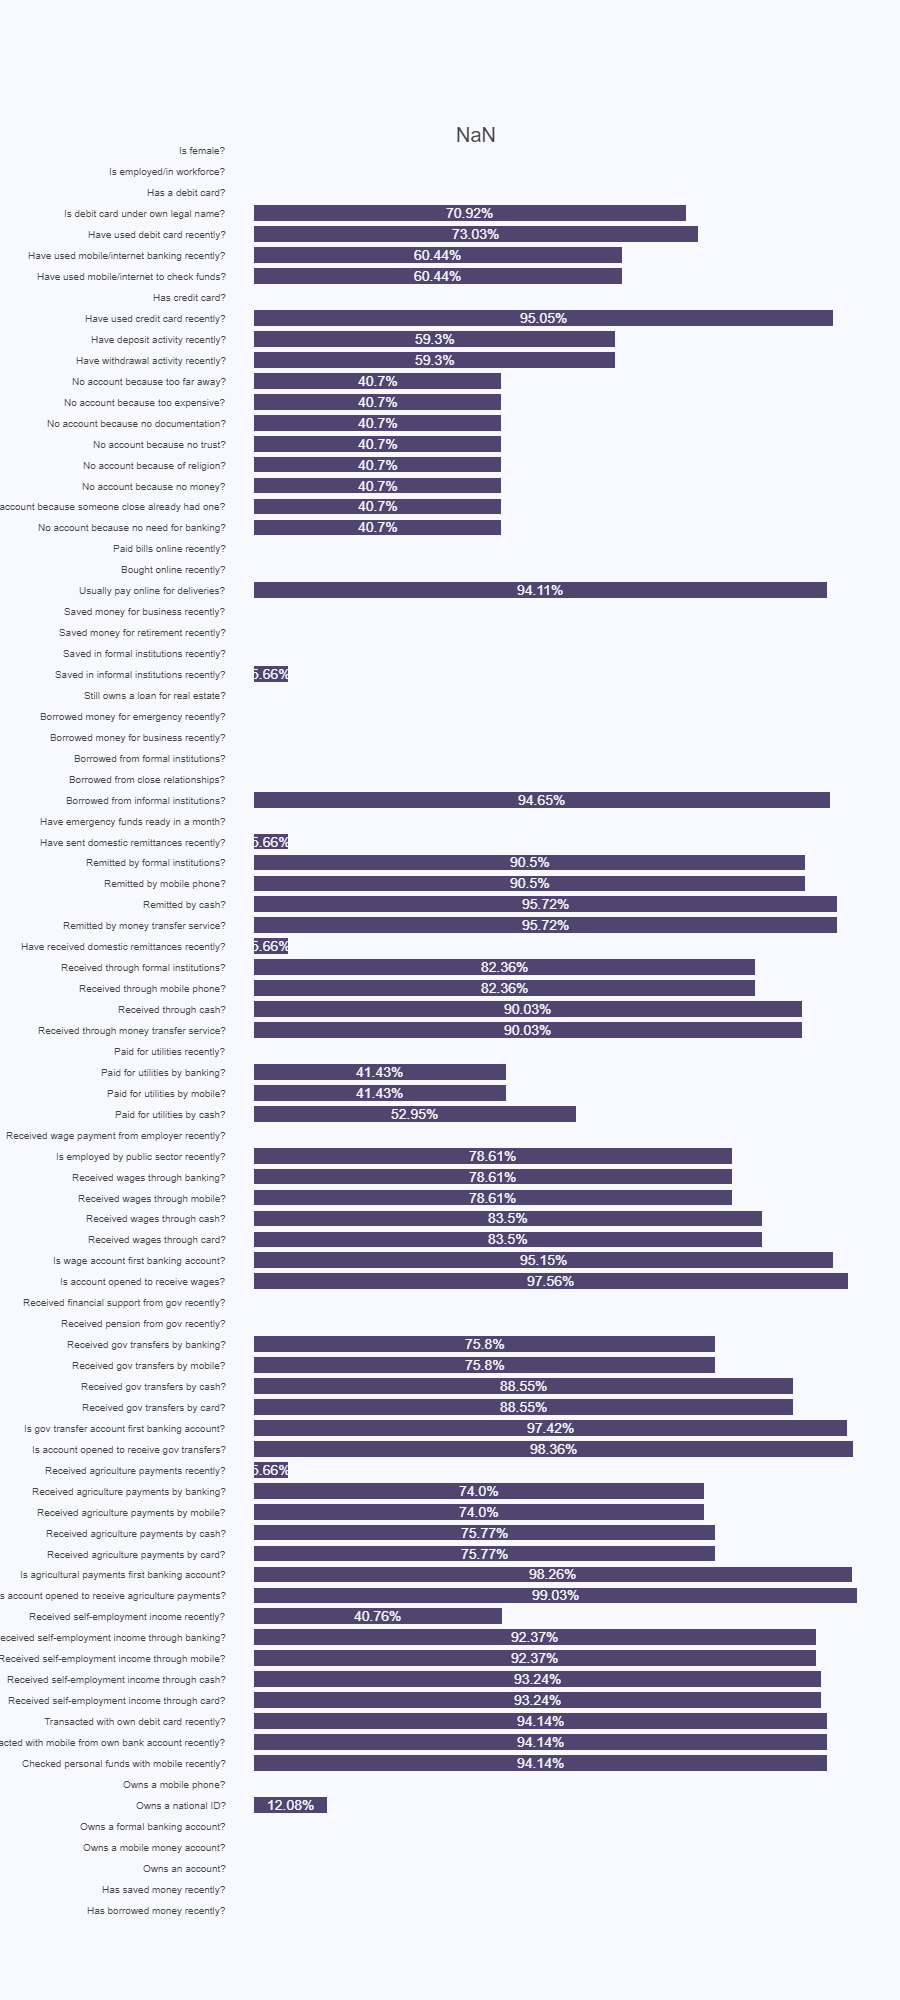 NaN
Is female?
Is employed/in workforce?
Has a debit card?
Is debit card under own legal name? 70.92%
Have used debit card recently? 73.03%
Have used mobile/internet banking recently? 60.44%
Have used mobile/internet to check funds? 60.44%
Has credit card?
Have used credit card recently? 95.05%
Have deposit activity recently? 59.3%
Have withdrawal activity recently? 59.3%
No account because too far away? 40.7%
No account because too expensive? 40.7%
No account because no documentation? 40.7%
No account because no trust? 40.7%
No account because of religion? 40.7%
No account because no money? 40.7%
account because someone close already had one? 40.7%
No account because no need for banking? 40.7%
Paid bills online recently?
Bought online recently?
Usually pay online for deliveries? 94.11%
Saved money for business recently?
Saved money for retirement recently?
Saved in formal institutions recently?
Saved in informal institutions recently? 5.66%
Still owns a loan for real estate?
Borrowed money for emergency recently?
Borrowed money for business recently?
Borrowed from formal institutions?
Borrowed from close relationships?
Borrowed from informal institutions? 94.65%
Have emergency funds ready in a month?
Have sent domestic remittances recently? 5.66%
Remitted by formal institutions? 90.5%
Remitted by mobile phone? 90.5%
Remitted by cash? 95.72%
Remitted by money transfer service? 95.72%
Have received domestic remittances recently? 5.66%
Received through formal institutions? 82.36%
Received through mobile phone? 82.36%
Received through cash? 90.03%
Received through money transfer service? 90.03%
Paid for utilities recently?
Paid for utilities by banking? 41.43%
Paid for utilities by mobile? 41.43%
Paid for utilities by cash? 52.95%
Received wage payment from employer recently?
Is employed by public sector recently? 78.61%
Received wages through banking? 78.61%
Received wages through mobile? 78.61%
Received wages through cash? 83.5%
Received wages through card? 83.5%
Is wage account first banking account? 95.15%
Is account opened to receive wages? 97.56%
Received financial support from gov recently?
Received pension from gov recently?
Received gov transfers by banking? 75.8%
Received gov transfers by mobile? 75.8%
Received gov transfers by cash? 88.55%
Received gov transfers by card? 88.55%
Is gov transfer account first banking account? 97.42%
Is account opened to receive gov transfers? 98.36%
Received agriculture payments recently? 5.66%
Received agriculture payments by banking? 74.0%
Received agriculture payments by mobile? 74.0%
Received agriculture payments by cash? 75.77%
Received agriculture payments by card? 75.77%
Is agricultural payments first banking account? 98.26%
s account opened to receive agriculture payments? 99.03%
Received self-employment income recently? 40.76%
eceived self-employment income through banking? 92.37%
Received self-employment income through mobile? 92.37%
Received self-employment income through cash? 93.24%
Received self-employment income through card? 93.24%
Transacted with own debit card recently? 94.14%
acted with mobile from own bank account recently? 94.14%
Checked personal funds with mobile recently? 94.14%
Owns a mobile phone?
Owns a national ID? 12.08%
Owns a formal banking account?
Owns a mobile money account?
Owns an account?
Has saved money recently?
Has borrowed money recently?